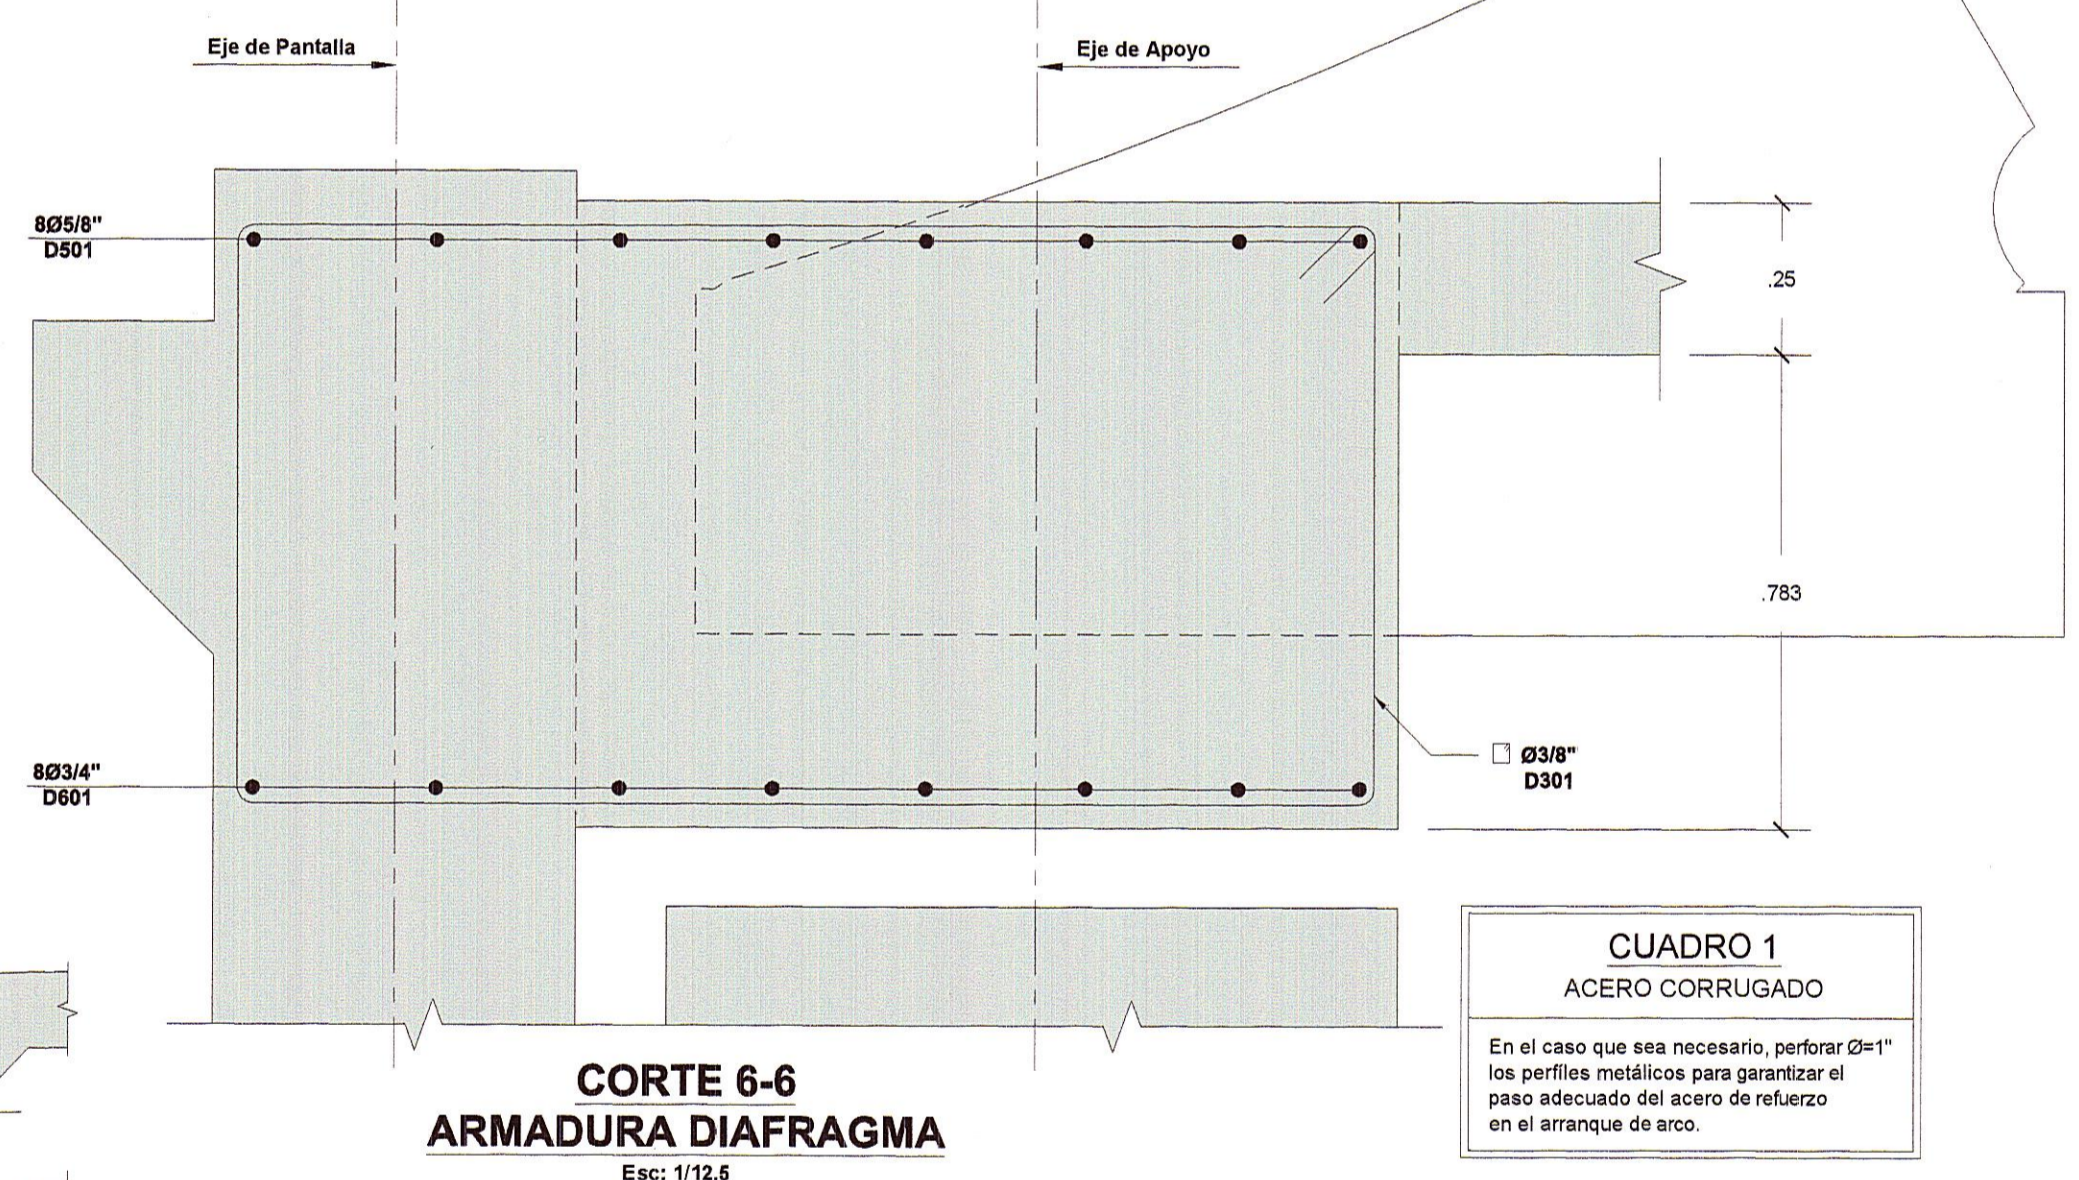 Eje de Pantalla
Eje de Apoyo
8Ø5/8"
D501
.25
.783
8Ø3/4"
D601
Ø3/8"
D301
CUADRO 1
ACERO CORRUGADO
En el caso que sea necesario, perforar Ø=1"
los perfíles metálicos para garantizar el
paso adecuado del acero de refuerzo
en el arranque de arco.
CORTE 6-6
ARMADURA DIAFRAGMA
Esc: 1/12.5